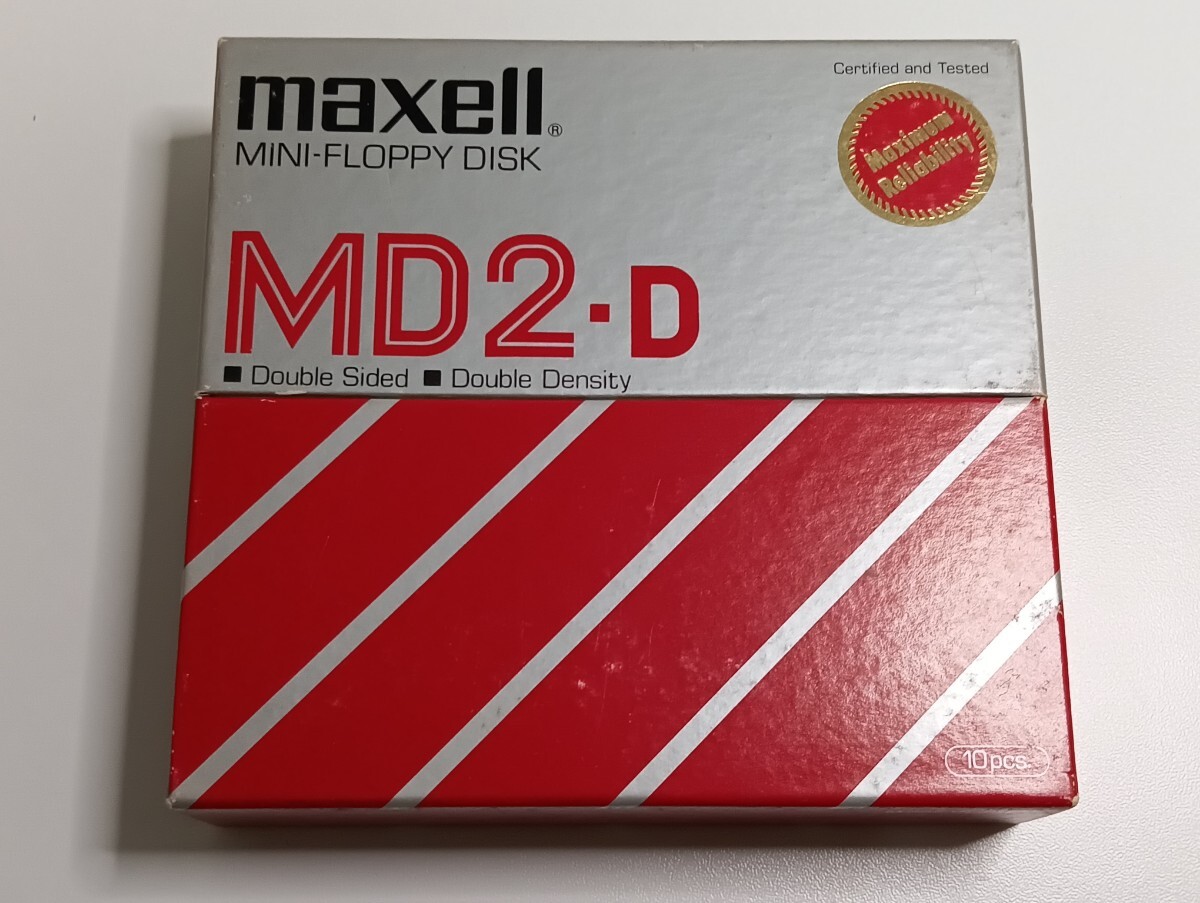 maxell®
MINI-FLOPPY DISK
Certified and Tested
Maximum
Reliability
MD2-D
■ Double Sided ■ Double Density
10pcs.